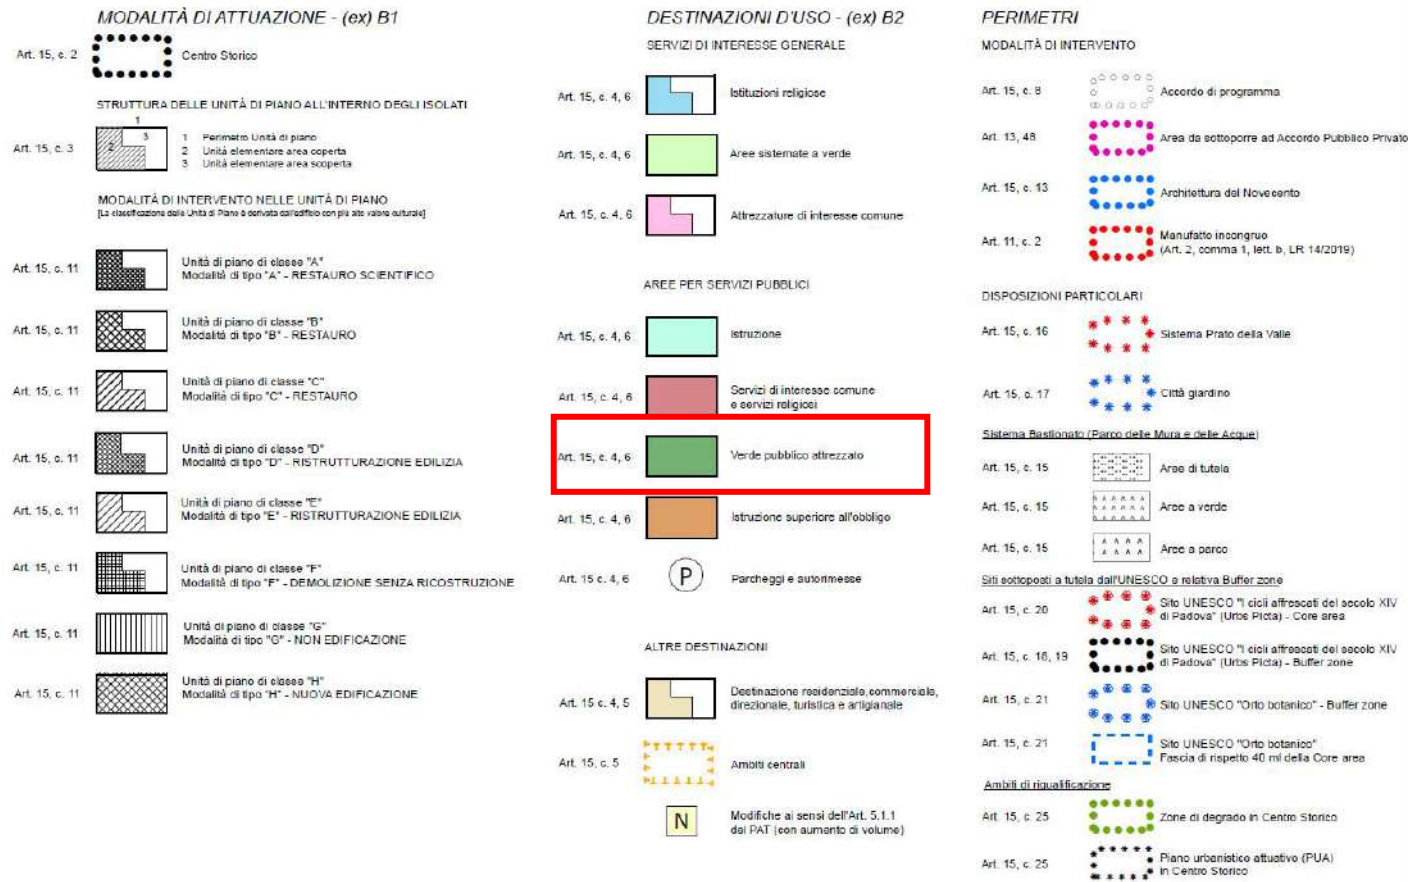 MODALITÀ DI ATTUAZIONE - (ex) B1
Art. 15, c. 2
Centro Storico
STRUTTURA DELLE UNITÀ DI PIANO ALL'INTERNO DEGLI ISOLATI
Art. 15, c. 3
1
2
3
1 Perimetro Unità di piano
2 Unità elementare area coperta
3 Unità elementare area scoperta
MODALITÀ DI INTERVENTO NELLE UNITÀ DI PIANO
[La classificazione delle Unità di Piano è derivata dall'edificio con più alto valore culturale]
Art. 15, c. 11
Unità di piano di classe "A"
Modalità di tipo "A" - RESTAURO SCIENTIFICO
Art. 15, c. 11
Unità di piano di classe "B"
Modalità di tipo "B" - RESTAURO
Art. 15, c. 11
Unità di piano di classe "C"
Modalità di tipo "C" - RESTAURO
Art. 15, c. 11
Unità di piano di classe "D"
Modalità di tipo "D" - RISTRUTTURAZIONE EDILIZIA
Art. 15, c. 11
Unità di piano di classe "E"
Modalità di tipo "E" - RISTRUTTURAZIONE EDILIZIA
Art. 15, c. 11
Unità di piano di classe "F"
Modalità di tipo "F" - DEMOLIZIONE SENZA RICOSTRUZIONE
Art. 15, c. 11
Unità di piano di classe "G"
Modalità di tipo "G" - NON EDIFICAZIONE
Art. 15, c. 11
Unità di piano di classe "H"
Modalità di tipo "H" - NUOVA EDIFICAZIONE
DESTINAZIONI D'USO - (ex) B2
SERVIZI DI INTERESSE GENERALE
Art. 15, c. 4, 6
Istituzioni religiose
Art. 15, c. 4, 6
Aree sistemate a verde
Art. 15, c. 4, 6
Attrezzature di interesse comune
AREE PER SERVIZI PUBBLICI
Art. 15, c. 4, 6
Istruzione
Art. 15, c. 4, 6
Servizi di interesse comune
e servizi religiosi
Art. 15, c. 4, 6
Verde pubblico attrezzato
Art. 15, c. 4, 6
Istruzione superiore all'obbligo
Art. 15 c. 4, 6
P
Parcheggi e autorimesse
ALTRE DESTINAZIONI
Art. 15 c. 4, 5
Destinazione residenziale,commerciale,
direzionale, turistica e artigianale
Art. 15, c. 5
Ambiti centrali
N
Modifiche ai sensi dell'Art. 5.1.1
del PAT (con aumento di volume)
PERIMETRI
MODALITÀ DI INTERVENTO
Art. 15, c. 8
Accordo di programma
Art. 13, 48
Area da sottoporre ad Accordo Pubblico Privato
Art. 15, c. 13
Architettura del Novecento
Art. 11, c. 2
Manufatto incongruo
(Art. 2, comma 1, lett. b, LR 14/2019)
DISPOSIZIONI PARTICOLARI
Art. 15, c. 16
Sistema Prato della Valle
Art. 15, c. 17
Città giardino
Sistema Bastionato (Parco delle Mura e delle Acque)
Art. 15, c. 15
Aree di tutela
Art. 15, c. 15
Aree a verde
Art. 15, c. 15
Aree a parco
Siti sottoposti a tutela dall'UNESCO e relativa Buffer zone
Art. 15, c. 20
Sito UNESCO "I cicli affrescati del secolo XIV
di Padova" (Urbs Picta) - Core area
Art. 15, c. 18, 19
Sito UNESCO "I cicli affrescati del secolo XIV
di Padova" (Urbs Picta) - Buffer zone
Art. 15, c. 21
Sito UNESCO "Orto botanico" - Buffer zone
Art. 15, c. 21
Sito UNESCO "Orto botanico"
Fascia di rispetto 40 ml della Core area
Ambiti di riqualificazione
Art. 15, c. 25
Zone di degrado in Centro Storico
Art. 15, c. 25
Piano urbanistico attuativo (PUA)
in Centro Storico